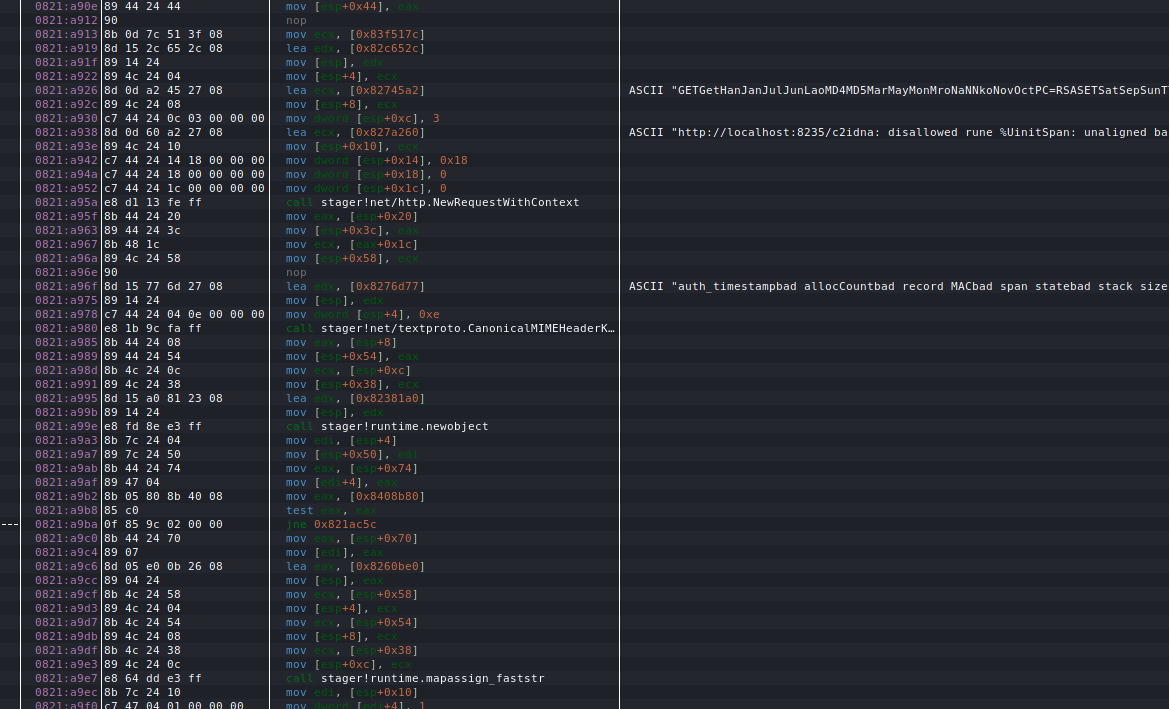 0821:a90e 89 44 24 44 mov [esp+0x44], eax
0821:a912 90 nop
0821:a913 8b 0d 7c 51 3f 08 mov ecx, [0x83f517c]
0821:a919 8d 15 2c 65 2c 08 lea edx, [0x82c652c]
0821:a91f 89 14 24 mov [esp], edx
0821:a922 89 4c 24 04 mov [esp+4], ecx
0821:a926 8d 0d a2 45 27 08 lea ecx, [0x82745a2] ASCII "GETGetHanJanJulJunLaoMD4MD5MarMayMonMroNaNNkoNovOctPC=RSASETSatSepSunT
0821:a92c 89 4c 24 08 mov [esp+8], ecx
0821:a930 c7 44 24 0c 03 00 00 00 mov dword [esp+0xc], 3
0821:a938 8d 0d 60 a2 27 08 lea ecx, [0x827a260] ASCII "http://localhost:8235/c2idna: disallowed rune %UinitSpan: unaligned ba
0821:a93e 89 4c 24 10 mov [esp+0x10], ecx
0821:a942 c7 44 24 14 18 00 00 00 mov dword [esp+0x14], 0x18
0821:a94a c7 44 24 18 00 00 00 00 mov dword [esp+0x18], 0
0821:a952 c7 44 24 1c 00 00 00 00 mov dword [esp+0x1c], 0
0821:a95a e8 d1 13 fe ff call stager!net/http.NewRequestWithContext
0821:a95f 8b 44 24 20 mov eax, [esp+0x20]
0821:a963 89 44 24 3c mov [esp+0x3c], eax
0821:a967 8b 48 1c mov ecx, [eax+0x1c]
0821:a96a 89 4c 24 58 mov [esp+0x58], ecx
0821:a96e 90 nop
0821:a96f 8d 15 77 6d 27 08 lea edx, [0x8276d77] ASCII "auth_timestampbad allocCountbad record MACbad span statebad stack size
0821:a975 89 14 24 mov [esp], edx
0821:a978 c7 44 24 04 0e 00 00 00 mov dword [esp+4], 0xe
0821:a980 e8 1b 9c fa ff call stager!net/textproto.CanonicalMIMEHeaderK…
0821:a985 8b 44 24 08 mov eax, [esp+8]
0821:a989 89 44 24 54 mov [esp+0x54], eax
0821:a98d 8b 4c 24 0c mov ecx, [esp+0xc]
0821:a991 89 4c 24 38 mov [esp+0x38], ecx
0821:a995 8d 15 a0 81 23 08 lea edx, [0x82381a0]
0821:a99b 89 14 24 mov [esp], edx
0821:a99e e8 fd 8e e3 ff call stager!runtime.newobject
0821:a9a3 8b 7c 24 04 mov edi, [esp+4]
0821:a9a7 89 7c 24 50 mov [esp+0x50], edi
0821:a9ab 8b 44 24 74 mov eax, [esp+0x74]
0821:a9af 89 47 04 mov [edi+4], eax
0821:a9b2 8b 05 80 8b 40 08 mov eax, [0x8408b80]
0821:a9b8 85 c0 test eax, eax
0821:a9ba 0f 85 9c 02 00 00 jne 0x821ac5c
0821:a9c0 8b 44 24 70 mov eax, [esp+0x70]
0821:a9c4 89 07 mov [edi], eax
0821:a9c6 8d 05 e0 0b 26 08 lea eax, [0x8260be0]
0821:a9cc 89 04 24 mov [esp], eax
0821:a9cf 8b 4c 24 58 mov ecx, [esp+0x58]
0821:a9d3 89 4c 24 04 mov [esp+4], ecx
0821:a9d7 8b 4c 24 54 mov ecx, [esp+0x54]
0821:a9db 89 4c 24 08 mov [esp+8], ecx
0821:a9df 8b 4c 24 38 mov ecx, [esp+0x38]
0821:a9e3 89 4c 24 0c mov [esp+0xc], ecx
0821:a9e7 e8 64 dd e3 ff call stager!runtime.mapassign_faststr
0821:a9ec 8b 7c 24 10 mov edi, [esp+0x10]
0821:a9f0 c7 47 04 01 00 00 00 mov dword [edi+4], 1